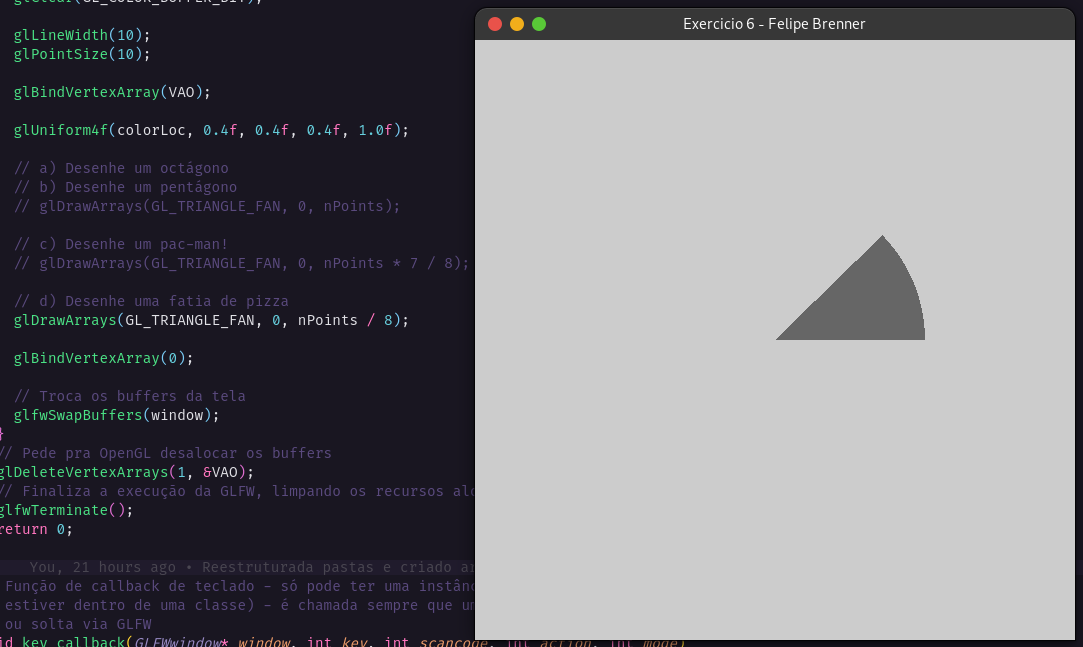 glClear(GL_COLOR_BUFFER_BIT);
glLineWidth(10);
glPointSize(10);
glBindVertexArray(VAO);
glUniform4f(colorLoc, 0.4f, 0.4f, 0.4f, 1.0f);
// a) Desenhe um octágono
// b) Desenhe um pentágono
// glDrawArrays(GL_TRIANGLE_FAN, 0, nPoints);
// c) Desenhe um pac-man!
// glDrawArrays(GL_TRIANGLE_FAN, 0, nPoints * 7 / 8);
// d) Desenhe uma fatia de pizza
glDrawArrays(GL_TRIANGLE_FAN, 0, nPoints / 8);
glBindVertexArray(0);
// Troca os buffers da tela
glfwSwapBuffers(window);
}
// Pede pra OpenGL desalocar os buffers
glDeleteVertexArrays(1, &VAO);
// Finaliza a execução da GLFW, limpando os recursos alo
glfwTerminate();
return 0;
You, 21 hours ago • Reestruturada pastas e criado ar
Função de callback de teclado - só pode ter uma instânc
estiver dentro de uma classe) - é chamada sempre que um
ou solta via GLFW
id key_callback(GLFWwindow* window, int key, int scancode, int action, int mode)
Exercicio 6 - Felipe Brenner